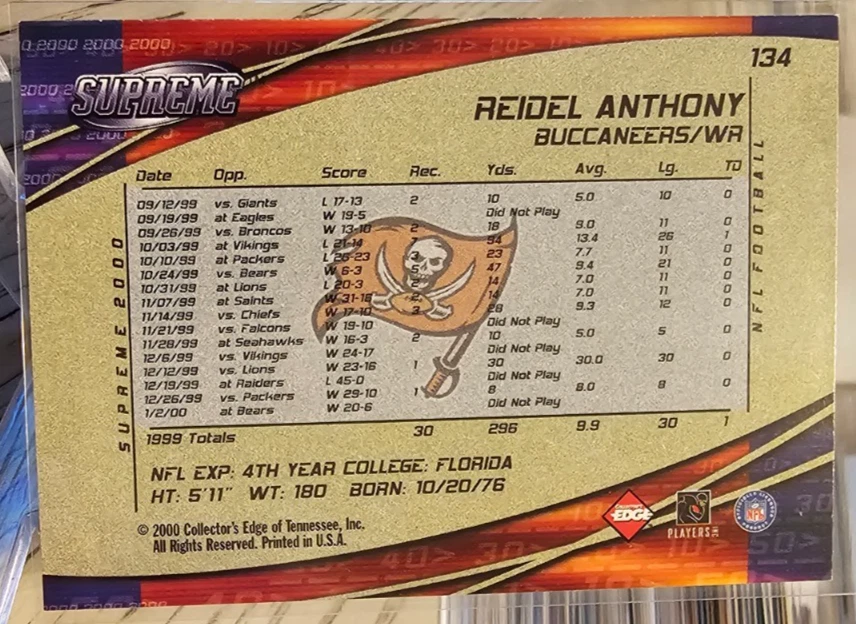 0 2090 2000 2000
134
SUPREME
REIDEL ANTHONY
BUCCANEERS/WR
Date Opp. Score Rec. Yds. Avg. Lg. TD
09/12/99 vs. Giants L 17-13 2 10 5.0 10 0
09/19/99 at Eagles W 19-5 Did Not Play
09/26/99 vs. Broncos W 13-10 2 18 9.0 11 0
10/03/99 at Vikings L 21-14 7 94 13.4 26 1
10/10/99 at Packers L 26-23 3 23 7.7 11 0
10/24/99 vs. Bears W 6-3 5 47 9.4 21 0
10/31/99 at Lions L 20-3 2 14 7.0 11 0
11/07/99 at Saints W 31-16 2 14 7.0 11 0
11/14/99 vs. Chiefs W 17-10 3 28 9.3 12 0
11/21/99 vs. Falcons W 19-10 Did Not Play
11/28/99 at Seahawks W 16-3 2 10 5.0 5 0
12/6/99 vs. Vikings W 24-17 Did Not Play
12/12/99 vs. Lions W 23-16 1 30 30.0 30 0
12/19/99 at Raiders L 45-0 Did Not Play
12/26/99 vs. Packers W 29-10 1 8 8.0 8 0
1/2/00 at Bears W 20-6 Did Not Play
1999 Totals 30 296 9.9 30 1
SUPREME 2000
NFL FOOTBALL
NFL EXP: 4TH YEAR COLLEGE: FLORIDA
HT: 5'11" WT: 180 BORN: 10/20/76
© 2000 Collector's Edge of Tennessee, Inc.
All Rights Reserved. Printed in U.S.A.
EDGE
PLAYERS INC
NFL